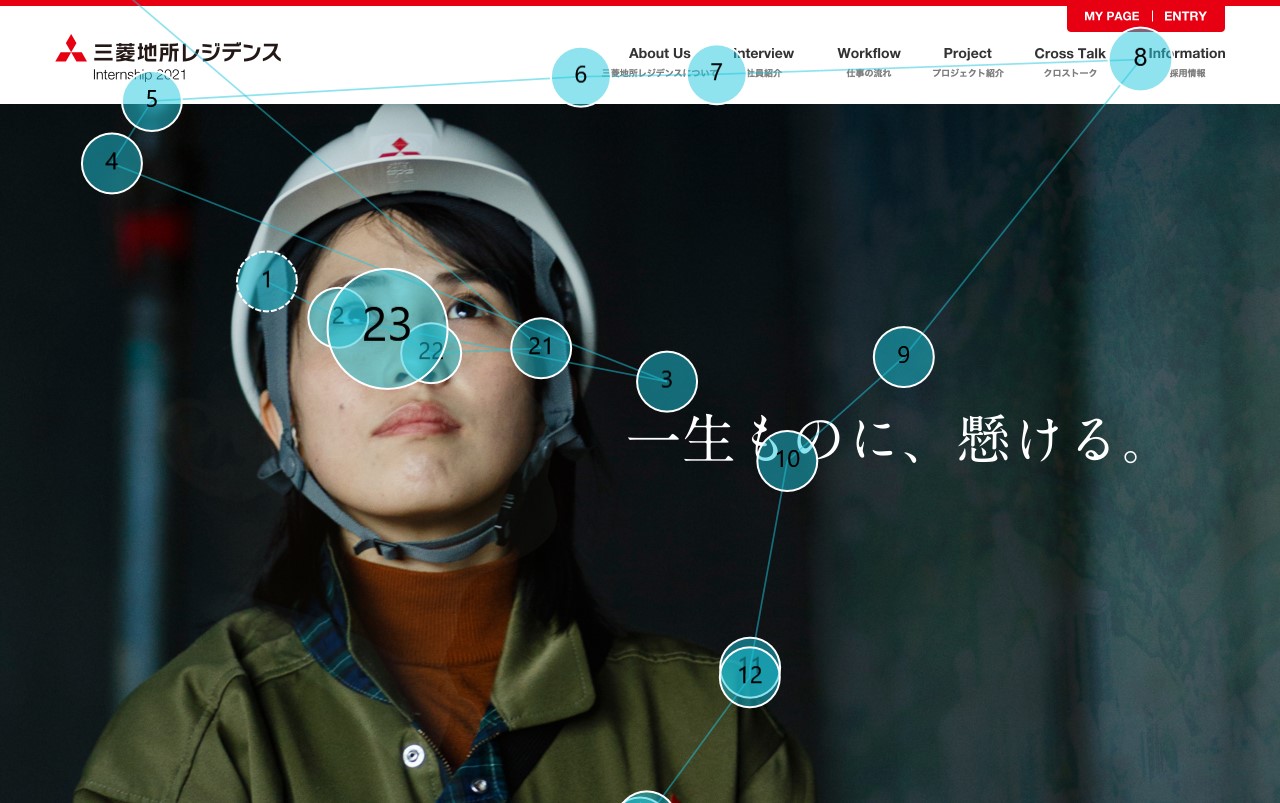 MY PAGE | ENTRY
三菱地所レジデンス
Internship 2021
About Us
三菱地所レジデンスについて
Interview
社員紹介
Workflow
仕事の流れ
Project
プロジェクト紹介
Cross Talk
クロストーク
Information
採用情報
1
2
3
4
5
6
7
8
9
10
11
12
21
22
23
一生ものに、懸ける。